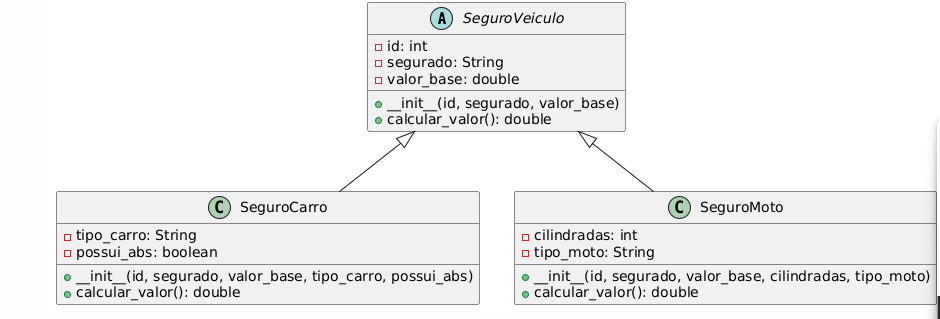 A SeguroVeiculo
id: int
segurado: String
valor_base: double
__init__(id, segurado, valor_base)
calcular_valor(): double
C SeguroCarro
tipo_carro: String
possui_abs: boolean
__init__(id, segurado, valor_base, tipo_carro, possui_abs)
calcular_valor(): double
C SeguroMoto
cilindradas: int
tipo_moto: String
__init__(id, segurado, valor_base, cilindradas, tipo_moto)
calcular_valor(): double